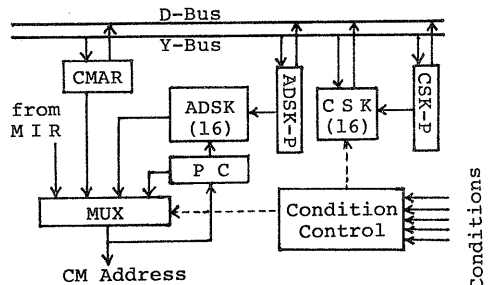 D-Bus
Y-Bus
CMAR
from
MIR
ADSK
(16)
ADSK-P
CSK
(16)
CSK-P
PC
MUX
Condition
Control
Conditions
CM Address